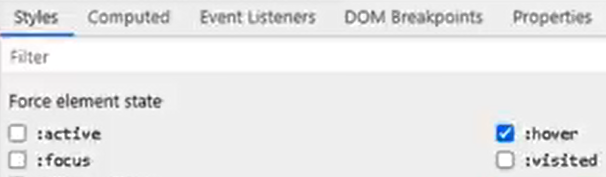 Styles Computed Event Listeners DOM Breakpoints Properties
Filter
Force element state
:active :hover
:focus :visited